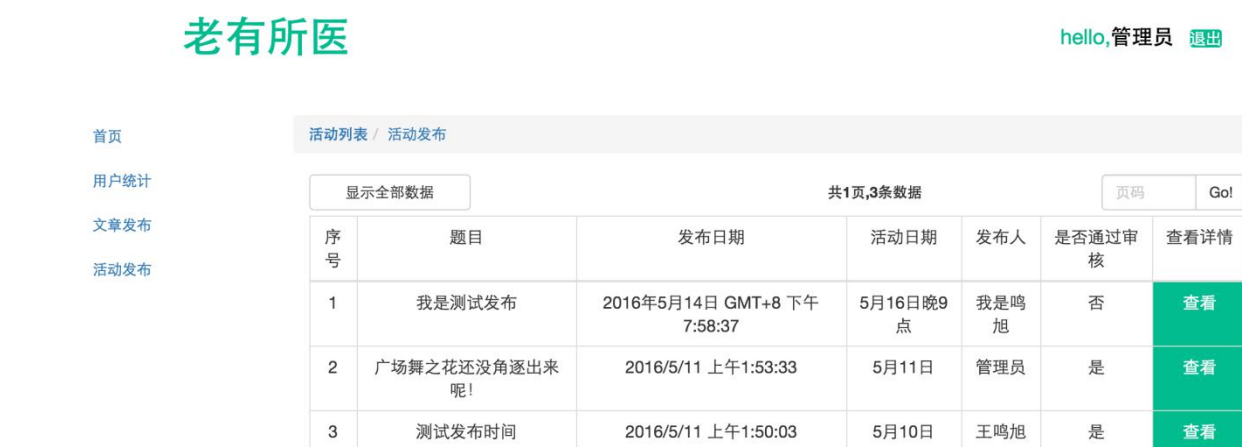 老有所医
hello,管理员 退出
首页
用户统计
文章发布
活动发布
活动列表 / 活动发布
显示全部数据 共1页,3条数据 页码 Go!
序号 题目 发布日期 活动日期 发布人 是否通过审核 查看详情
1 我是测试发布 2016年5月14日 GMT+8 下午7:58:37 5月16日晚9点 我是鸣旭 否 查看
2 广场舞之花还没角逐出来呢！ 2016/5/11 上午1:53:33 5月11日 管理员 是 查看
3 测试发布时间 2016/5/11 上午1:50:03 5月10日 王鸣旭 是 查看